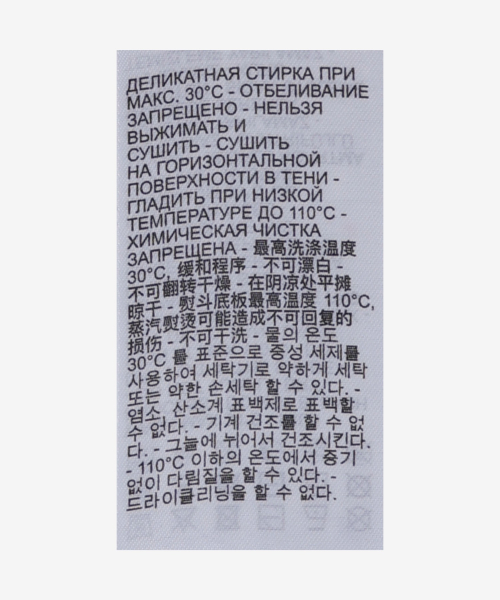 ДЕЛИКАТНАЯ СТИРКА ПРИ
МАКС. 30°C - ОТБЕЛИВАНИЕ
ЗАПРЕЩЕНО - НЕЛЬЗЯ
ВЫЖИМАТЬ И
СУШИТЬ - СУШИТЬ
НА ГОРИЗОНТАЛЬНОЙ
ПОВЕРХНОСТИ В ТЕНИ -
ГЛАДИТЬ ПРИ НИЗКОЙ
ТЕМПЕРАТУРЕ ДО 110°C -
ХИМИЧЕСКАЯ ЧИСТКА
ЗАПРЕЩЕНА - 最高洗涤温度
30°C, 缓和程序 - 不可漂白 -
不可翻转干燥 - 在阴凉处平摊
晾干 - 熨斗底板最高温度 110°C,
蒸汽熨烫可能造成不可回复的
损伤 - 不可干洗 - 물의 온도
30°C 를 표준으로 중성 세제를
사용하여 세탁기로 약하게 세탁
또는 약한 손세탁 할 수 있다. -
염소, 산소계 표백제로 표백할
수 없다. - 기계 건조를 할 수 없
다. - 그늘에 뉘어서 건조시킨다.
- 110°C 이하의 온도에서 증기
없이 다림질을 할 수 있다. -
드라이클리닝을 할 수 없다.